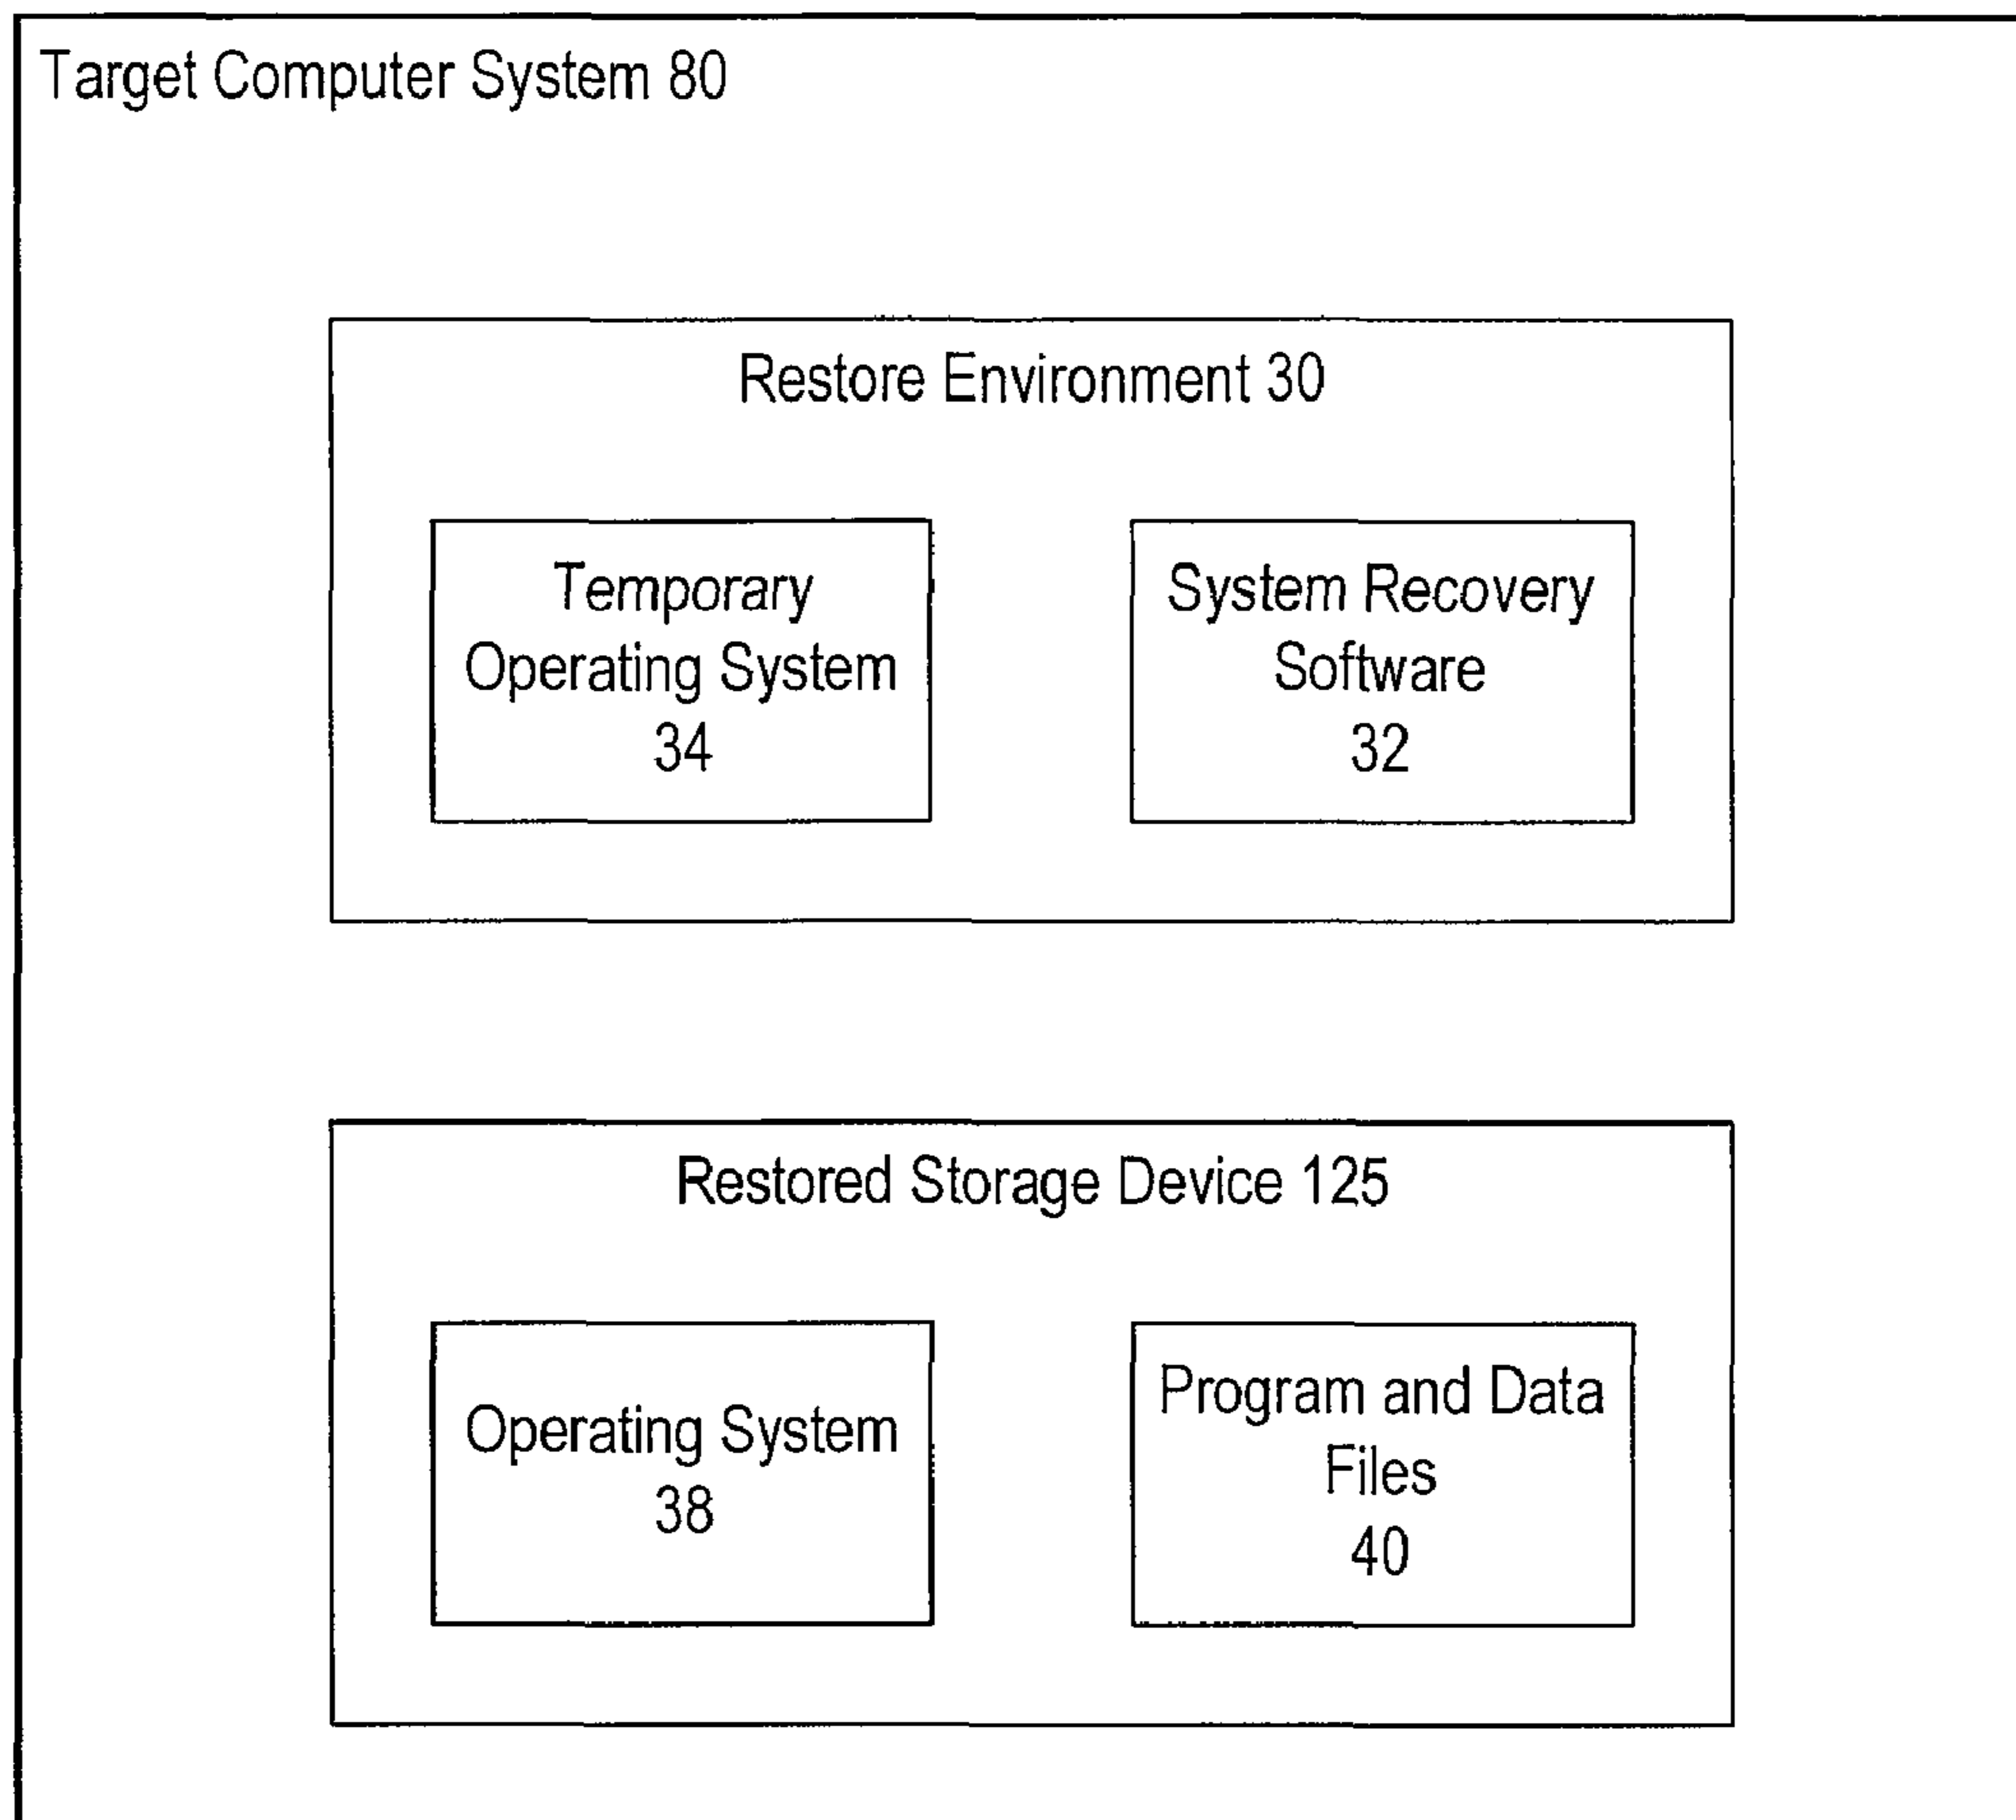 Target Computer System 80
Restore Environment 30
Temporary
Operating System
34
System Recovery
Software
32
Restored Storage Device 125
Operating System
38
Program and Data
Files
40